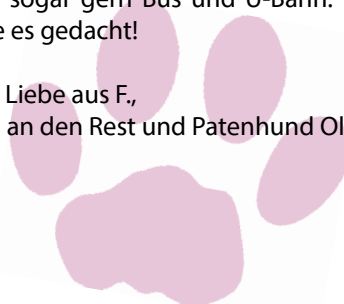 sogar gern Bus und U-Bahn.
es gedacht!
Liebe aus F.,
an den Rest und Patenhund Ol